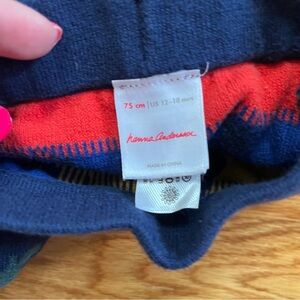 75 cm | US 12-18 mos
hanna andersson
MADE IN CHINA